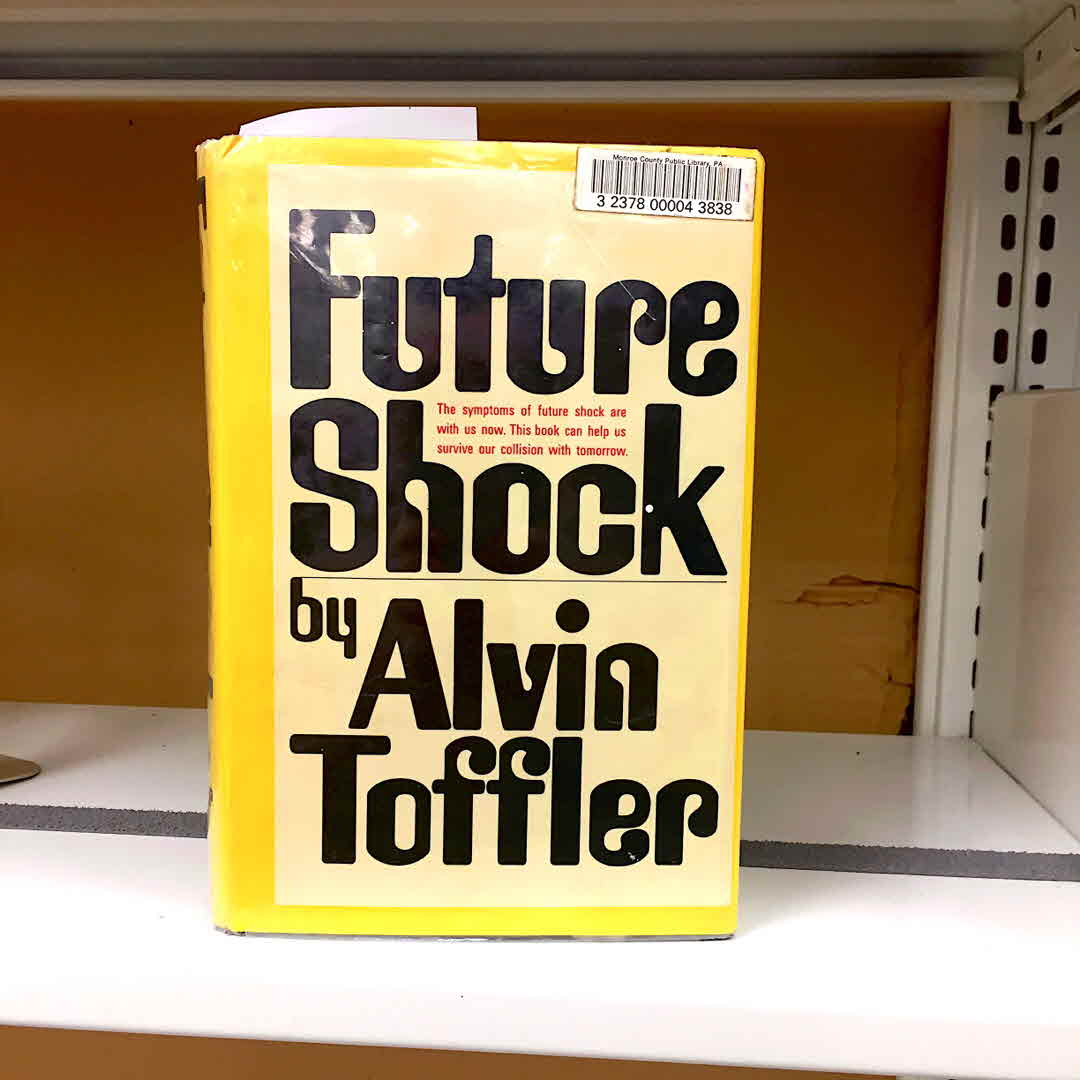 Monroe County Public Library, PA
3 2378 00004 3838
Future
The symptoms of future shock are
with us now. This book can help us
survive our collision with tomorrow.
Shock
by Alvin
Toffler